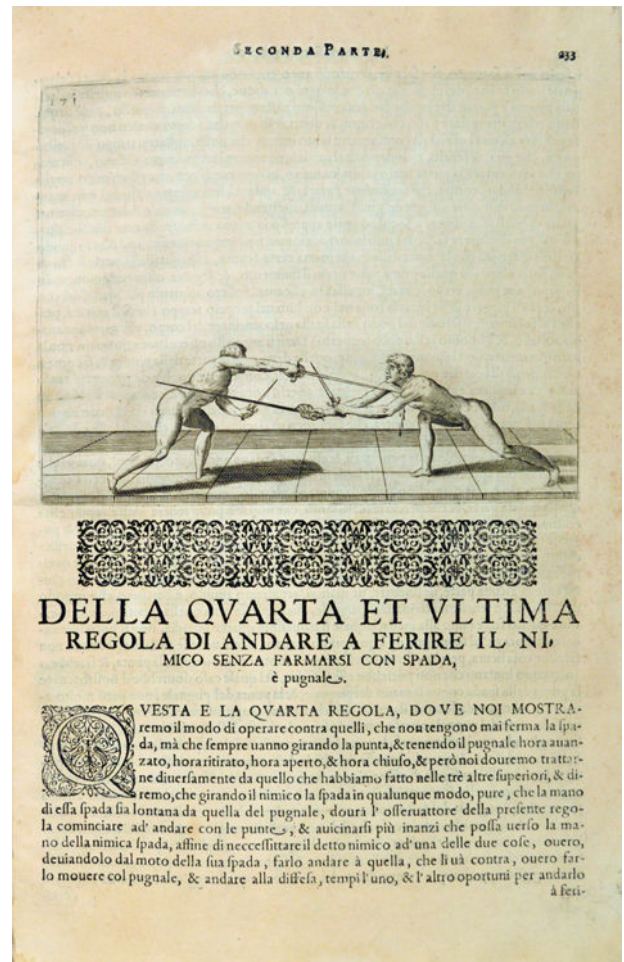 SECONDA PARTE.
233
171
DELLA QVARTA ET VLTIMA
REGOLA DI ANDARE A FERIRE IL NI,
MICO SENZA FARMARSI CON SPADA,
è pugnale.
QVESTA E LA QVARTA REGOLA, DOVE NOI MOSTRA-
remo il modo di operare contra quelli, che non tengono mai ferma la spa-
da, mà che sempre uanno girando la punta, & tenendo il pugnale hora auan-
zato, hora ritirato, hora aperto, & hora chiuso, & però noi douremo trattar-
ne diuersamente da quello che habbiamo fatto nelle trè altre superiori, & di-
remo, che girando il nimico la spada in qualunque modo, pure, che la mano
di essa spada sia lontana da quella del pugnale, dourà l' osseruattore della presente rego-
la cominciare ad' andare con le punte, & auicinarsi più inanzi che possa uerso la ma-
no della nimica spada, affine di neccessittare il detto nimico ad' una delle due cose, ouero,
deuiandolo dal moto della sua spada, farlo andare à quella, che li uà contra, ouero far-
lo mouere col pugnale, & andare alla diffesa, tempi l' uno, & l' altro oportuni per andarlo
à feri-